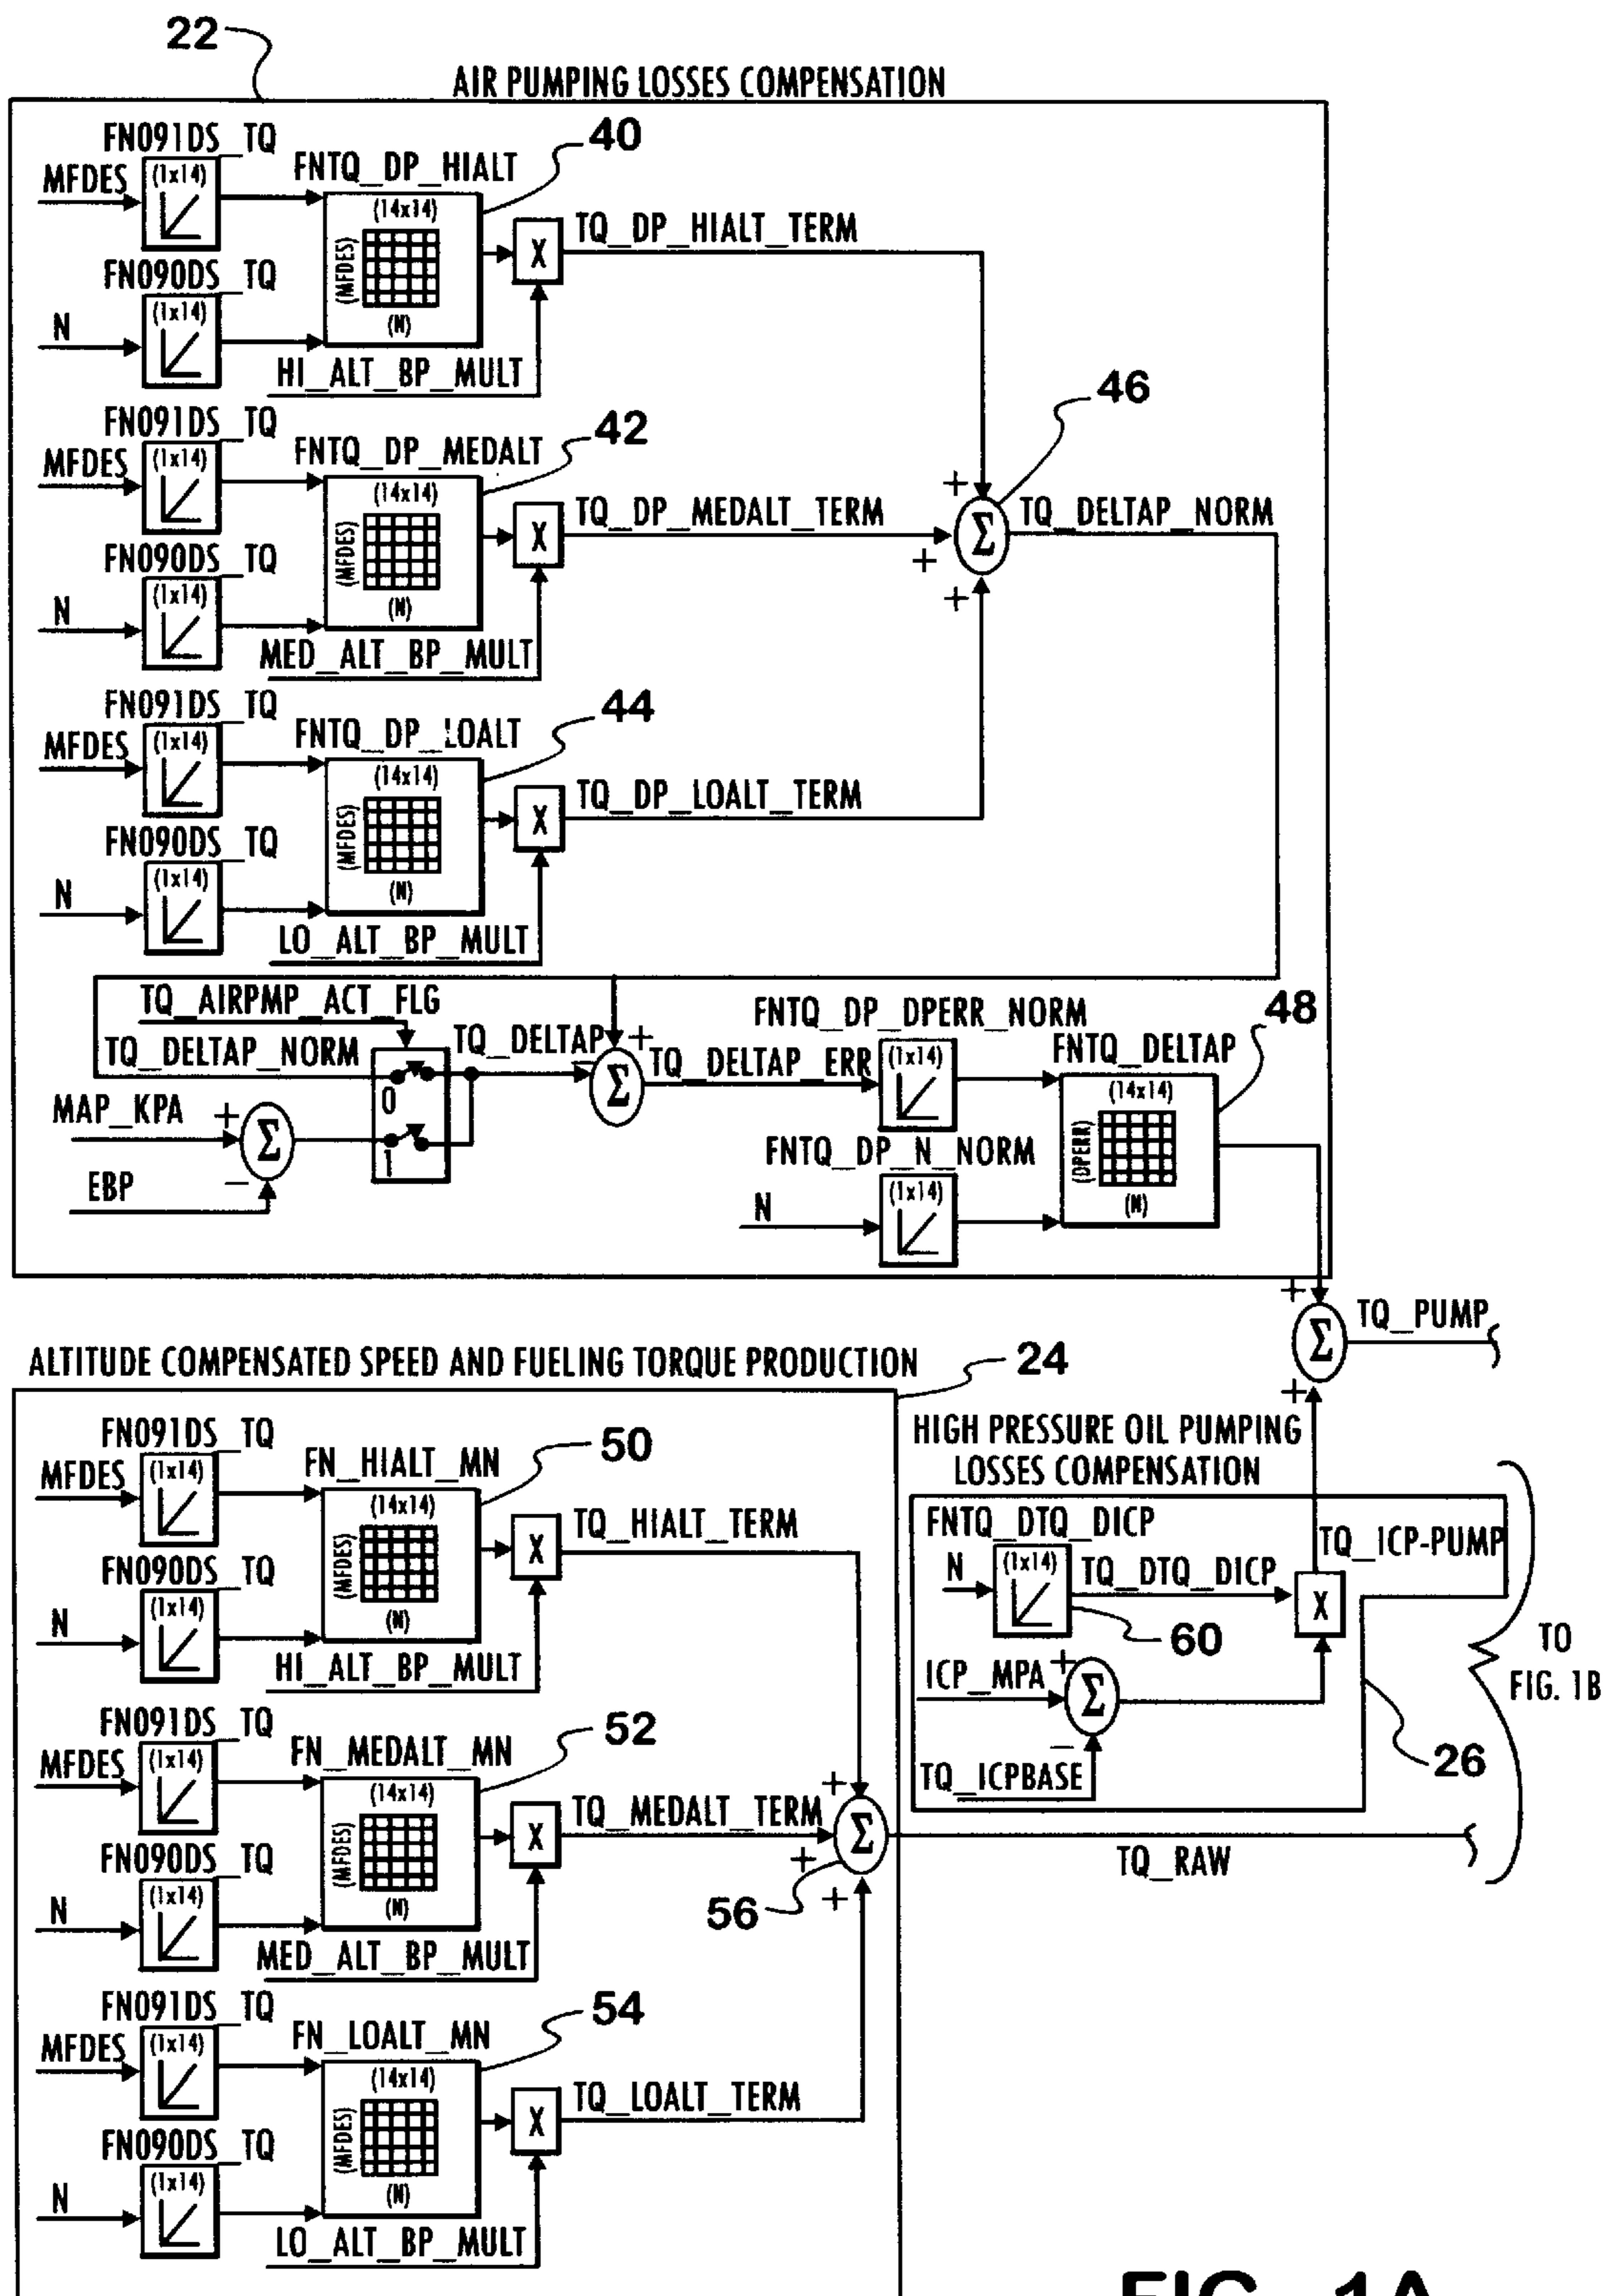 22
AIR PUMPING LOSSES COMPENSATION
FN091DS_TQ
MFDES
(1x14)
FNTQ_DP_HIALT
40
(14x14)
(MFDES)
(N)
X
TQ_DP_HIALT_TERM
FN090DS_TQ
N
(1x14)
HI_ALT_BP_MULT
FN091DS_TQ
MFDES
(1x14)
FNTQ_DP_MEDALT
42
(14x14)
(MFDES)
(N)
X
TQ_DP_MEDALT_TERM
FN090DS_TQ
N
(1x14)
MED_ALT_BP_MULT
46
+
+
+
Σ
TQ_DELTAP_NORM
FN091DS_TQ
MFDES
(1x14)
FNTQ_DP_LOALT
44
(14x14)
(MFDES)
(N)
X
TQ_DP_LOALT_TERM
FN090DS_TQ
N
(1x14)
LO_ALT_BP_MULT
TQ_AIRPMP_ACT_FLG
TQ_DELTAP_NORM
0
1
MAP_KPA
+
Σ
−
EBP
TQ_DELTAP
+
−
Σ
TQ_DELTAP_ERR
FNTQ_DP_DPERR_NORM
(1x14)
FNTQ_DELTAP
48
(14x14)
(DPERR)
(N)
FNTQ_DP_N_NORM
N
(1x14)
+
Σ
+
TQ_PUMP
ALTITUDE COMPENSATED SPEED AND FUELING TORQUE PRODUCTION
24
FN091DS_TQ
MFDES
(1x14)
FN_HIALT_MN
50
(14x14)
(MFDES)
(N)
X
TQ_HIALT_TERM
FN090DS_TQ
N
(1x14)
HI_ALT_BP_MULT
FN091DS_TQ
MFDES
(1x14)
FN_MEDALT_MN
52
(14x14)
(MFDES)
(N)
X
TQ_MEDALT_TERM
FN090DS_TQ
N
(1x14)
MED_ALT_BP_MULT
+
+
+
Σ
56
TQ_RAW
FN091DS_TQ
MFDES
(1x14)
FN_LOALT_MN
54
(14x14)
(MFDES)
(N)
X
TQ_LOALT_TERM
FN090DS_TQ
N
(1x14)
LO_ALT_BP_MULT
HIGH PRESSURE OIL PUMPING
LOSSES COMPENSATION
FNTQ_DTQ_DICP
N
(1x14)
TQ_DTQ_DICP
60
TQ_ICP-PUMP
X
ICP_MPA
+
Σ
−
TQ_ICPBASE
26
TO
FIG. 1B
FIG. 1A